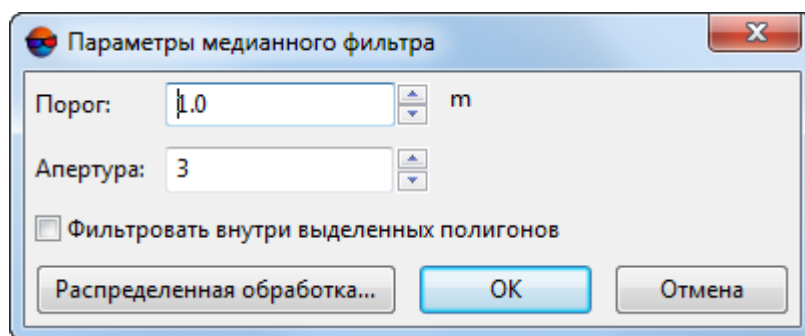 Параметры медианного фильтра
Порог: 1.0 m
Апертура: 3
Фильтровать внутри выделенных полигонов
Распределенная обработка... OK Отмена